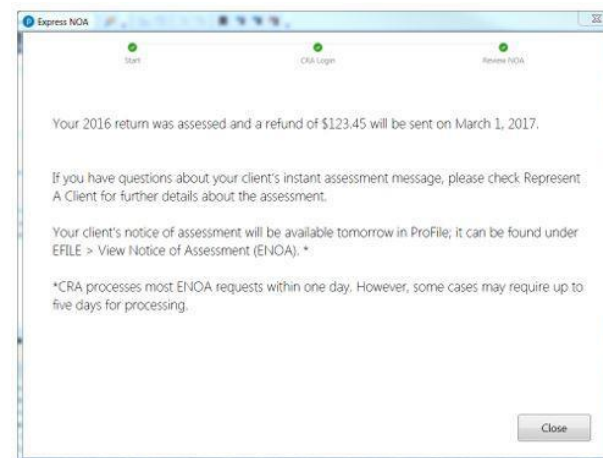 Express NOA
Start
CRA Login
Review NOA
Your 2016 return was assessed and a refund of $123.45 will be sent on March 1, 2017.
If you have questions about your client's instant assessment message, please check Represent
A Client for further details about the assessment.
Your client's notice of assessment will be available tomorrow in ProFile; it can be found under
EFILE > View Notice of Assessment (ENOA). *
*CRA processes most ENOA requests within one day. However, some cases may require up to
five days for processing.
Close